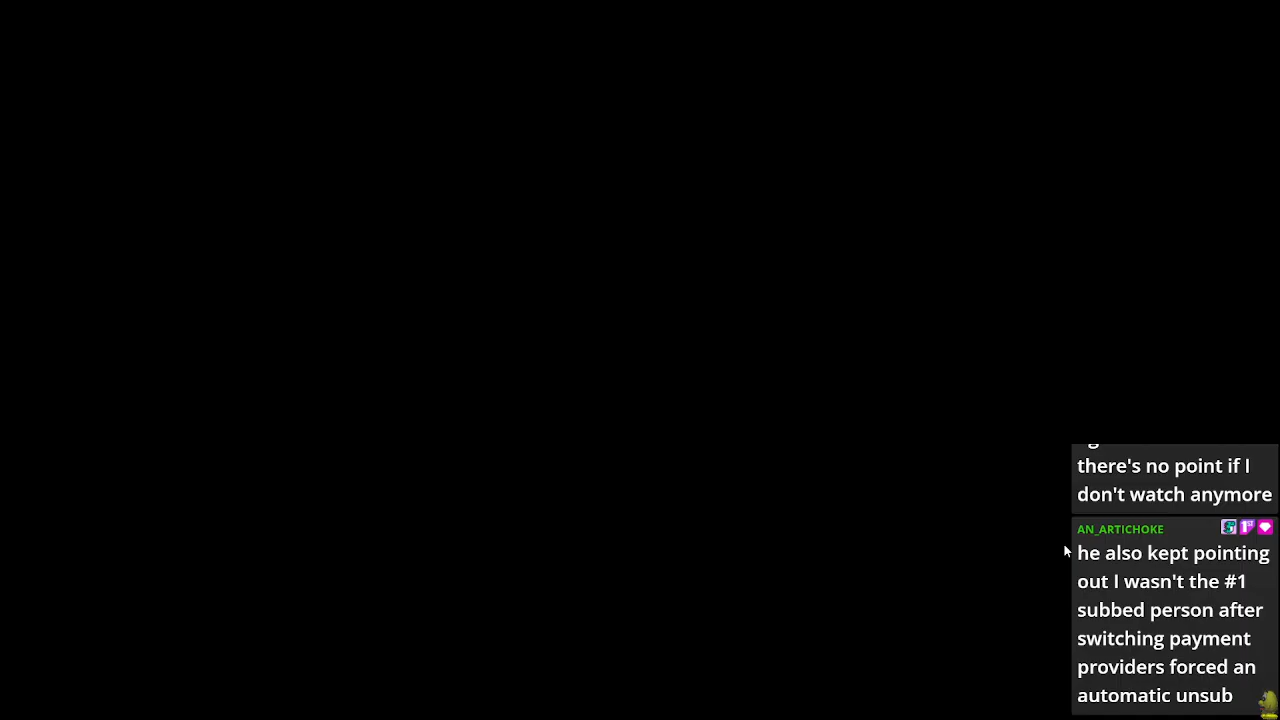 there's no point if I
don't watch anymore
AN_ARTICHOKE
he also kept pointing
out I wasn't the #1
subbed person after
switching payment
providers forced an
automatic unsub